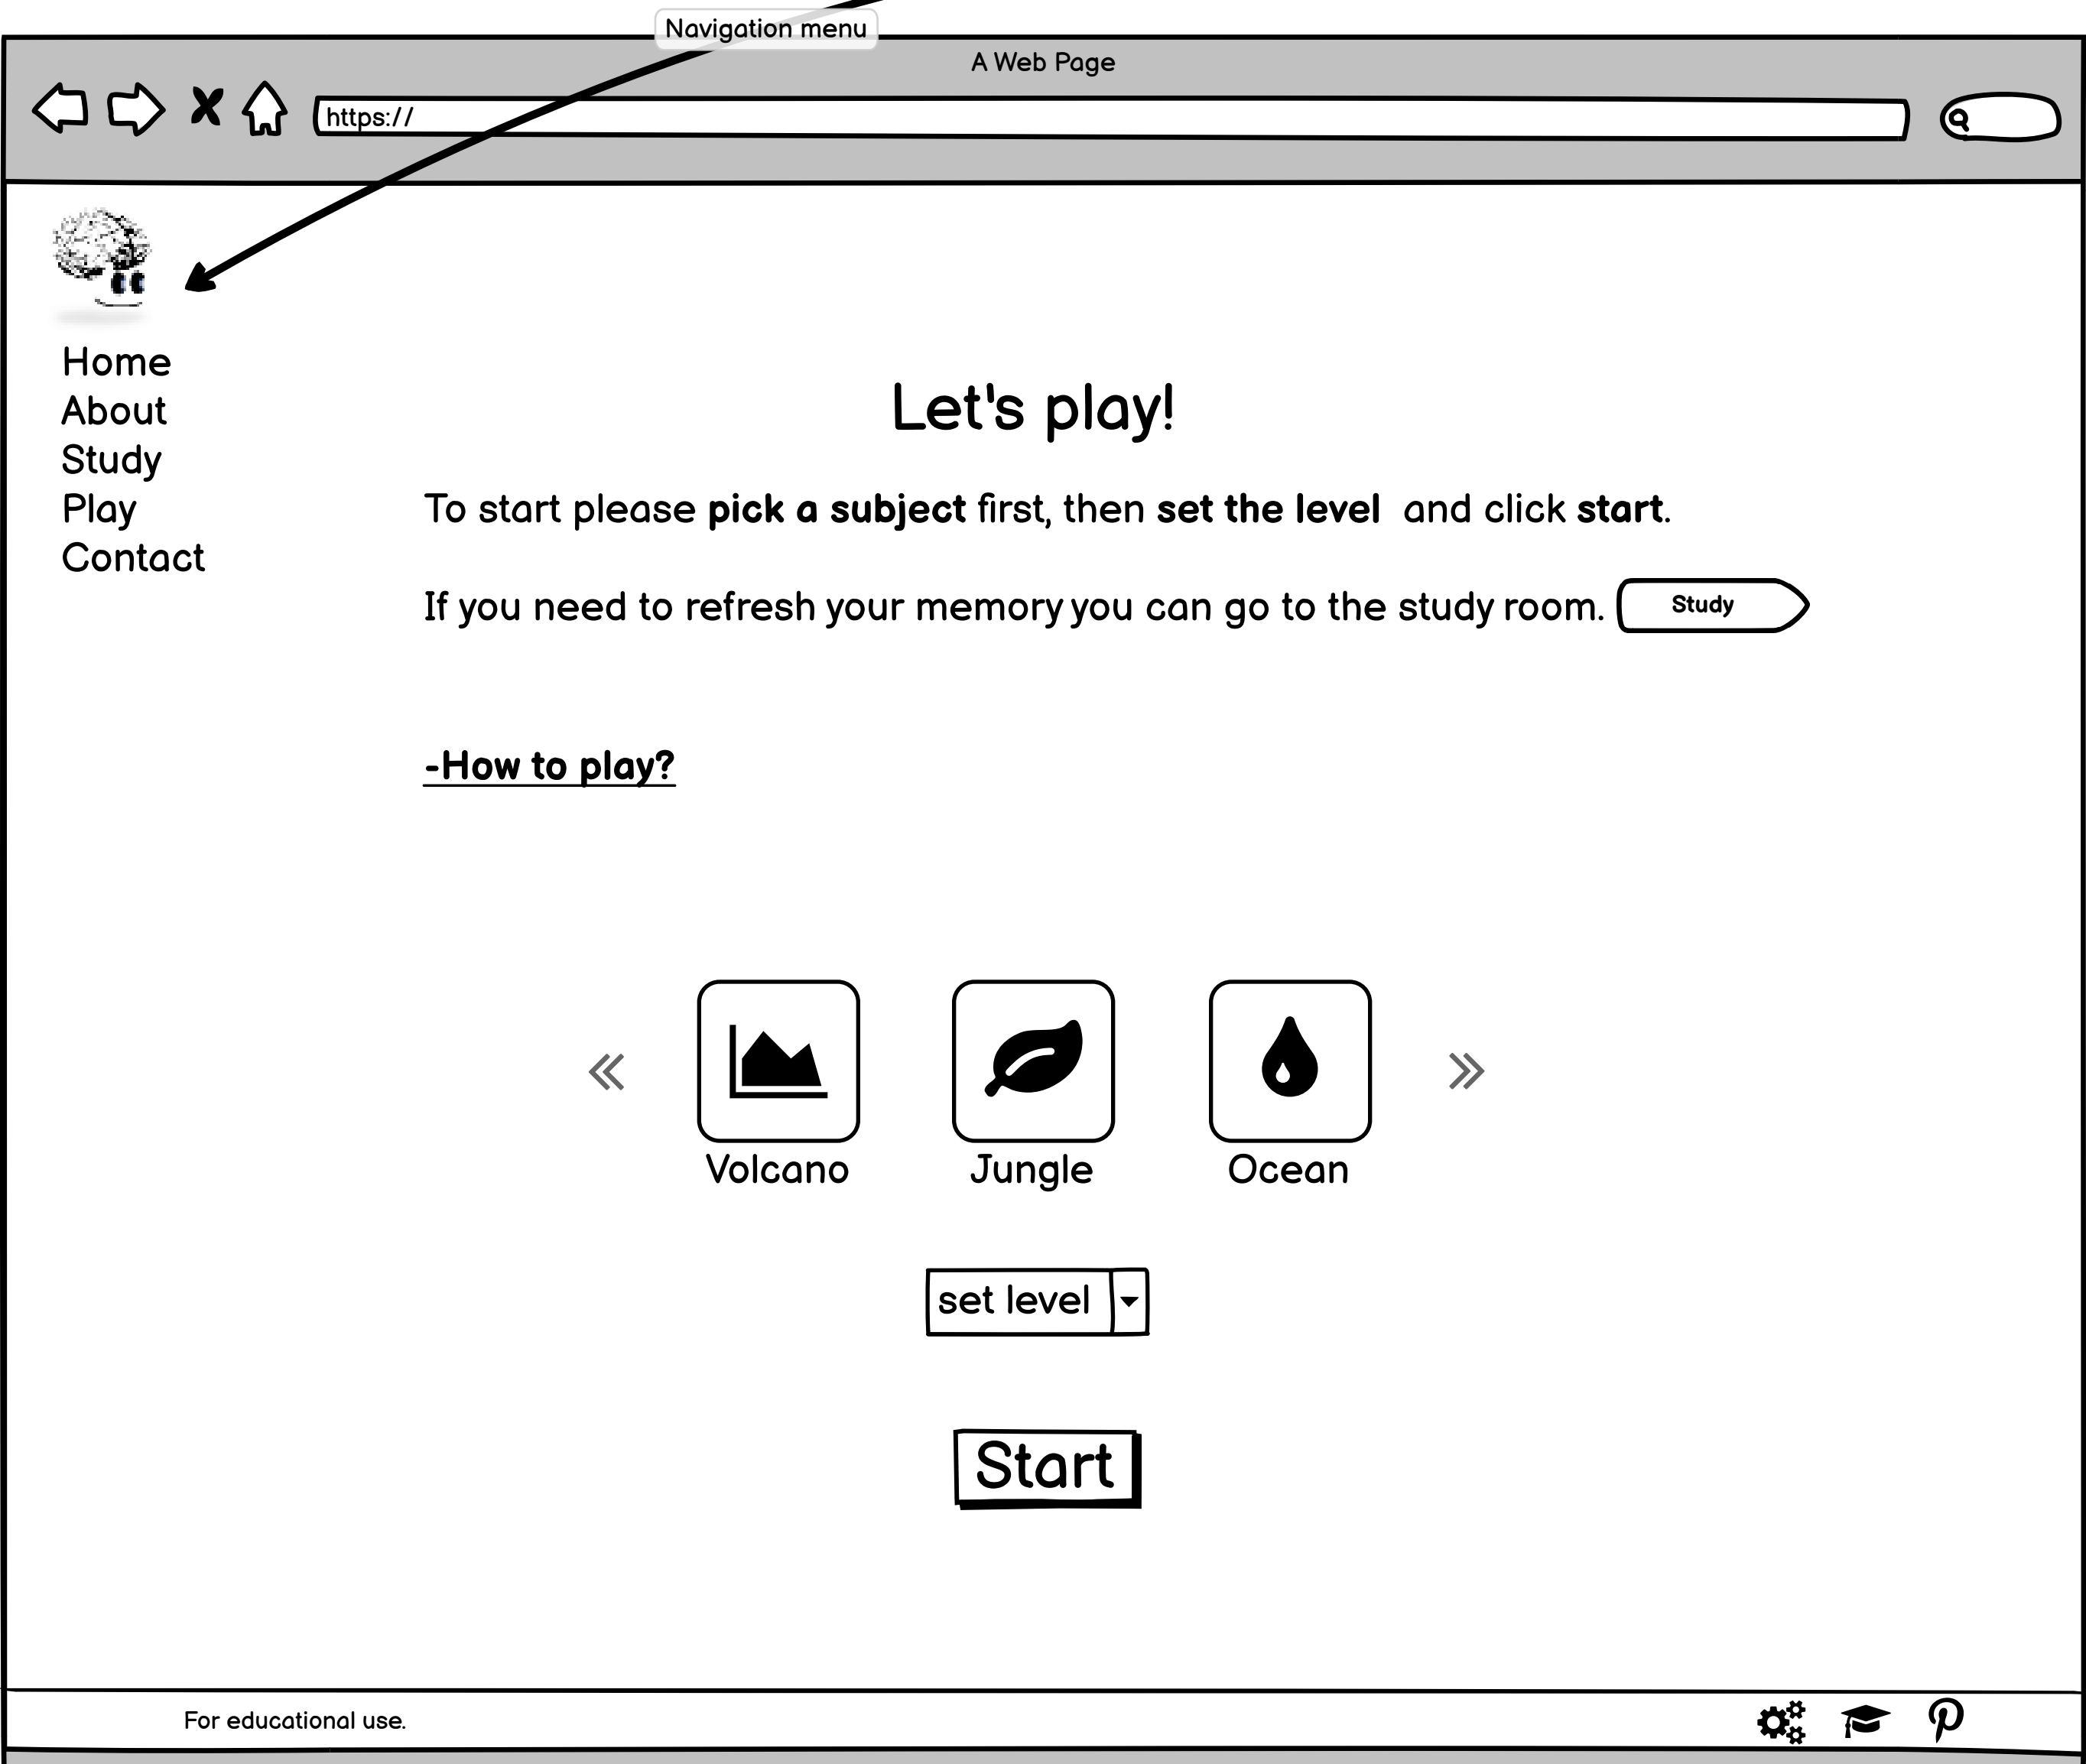 Navigation menu
A Web Page
https://
Home
About
Study
Play
Contact
Let's play!
To start please pick a subject first, then set the level and click start.
If you need to refresh your memory you can go to the study room. Study
-How to play?
Volcano Jungle Ocean
set level
Start
For educational use.